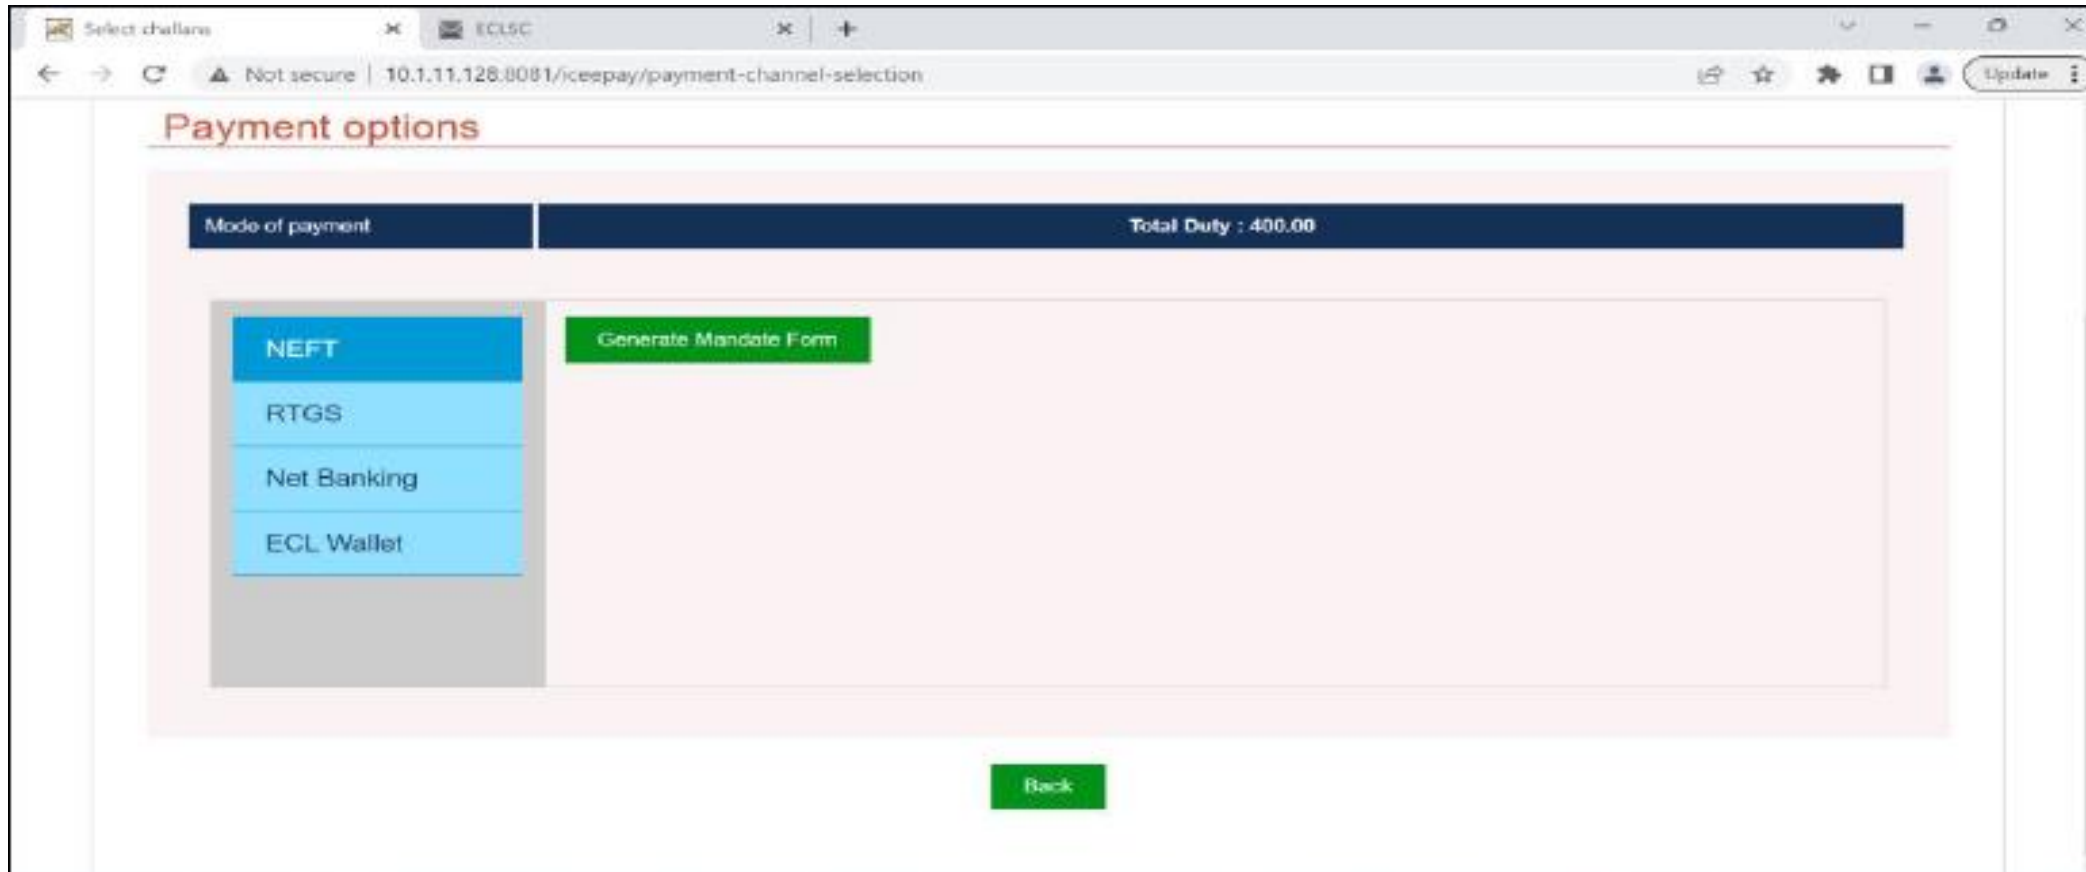 Select challans
ECLSC
Not secure | 10.1.11.128:8081/iceepay/payment-channel-selection
Update
Payment options
Mode of payment
Total Duty : 400.00
NEFT
Generate Mandate Form
RTGS
Net Banking
ECL Wallet
Back